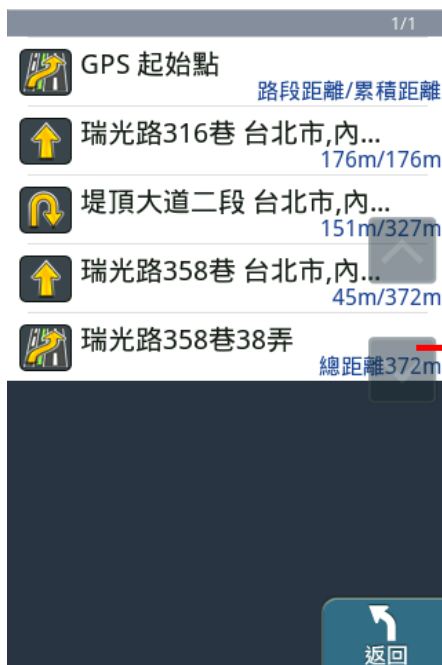 1/1
GPS 起始點
路段距離/累積距離
瑞光路316巷 台北市,內...
176m/176m
堤頂大道二段 台北市,內...
151m/327m
瑞光路358巷 台北市,內...
45m/372m
瑞光路358巷38弄
總距離372m
返回